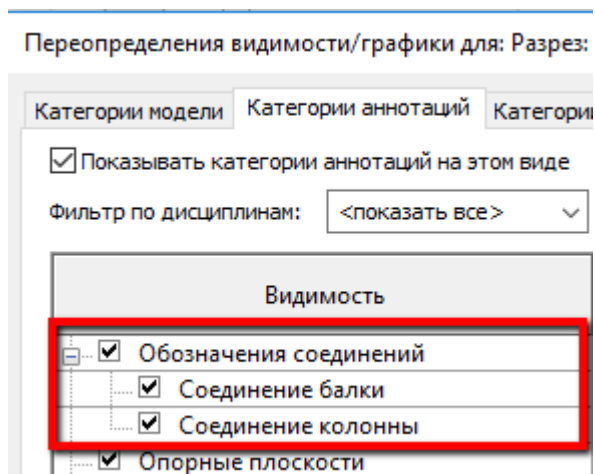 Переопределения видимости/графики для: Разрез:
Категории модели Категории аннотаций Категории
Показывать категории аннотаций на этом виде
Фильтр по дисциплинам: <показать все>
Видимость
Обозначения соединений
Соединение балки
Соединение колонны
Опорные плоскости